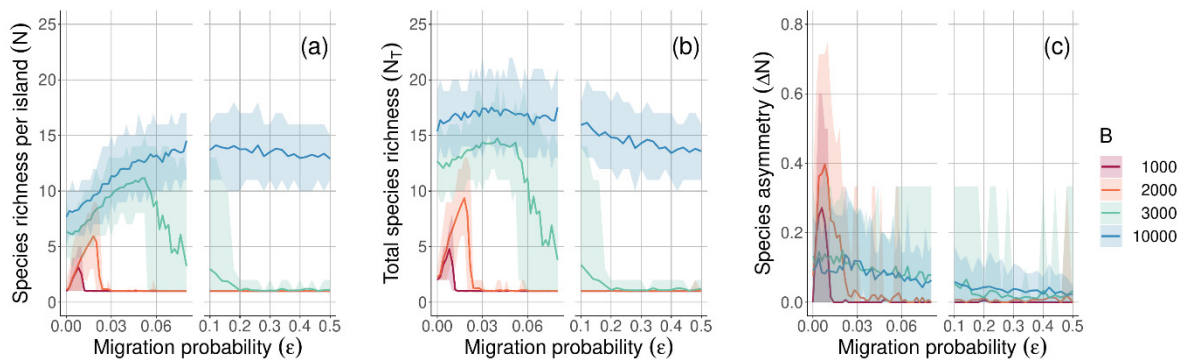 (a)
Species richness per island (N)
25
20
15
10
5
0
0.00 0.03 0.06 0.1 0.2 0.3 0.4 0.5
Migration probability (ε)
(b)
Total species richness (N_T)
25
20
15
10
5
0
0.00 0.03 0.06 0.1 0.2 0.3 0.4 0.5
Migration probability (ε)
(c)
Species asymmetry (ΔN)
0.8
0.6
0.4
0.2
0.0
0.00 0.03 0.06 0.1 0.2 0.3 0.4 0.5
Migration probability (ε)
B
1000
2000
3000
10000